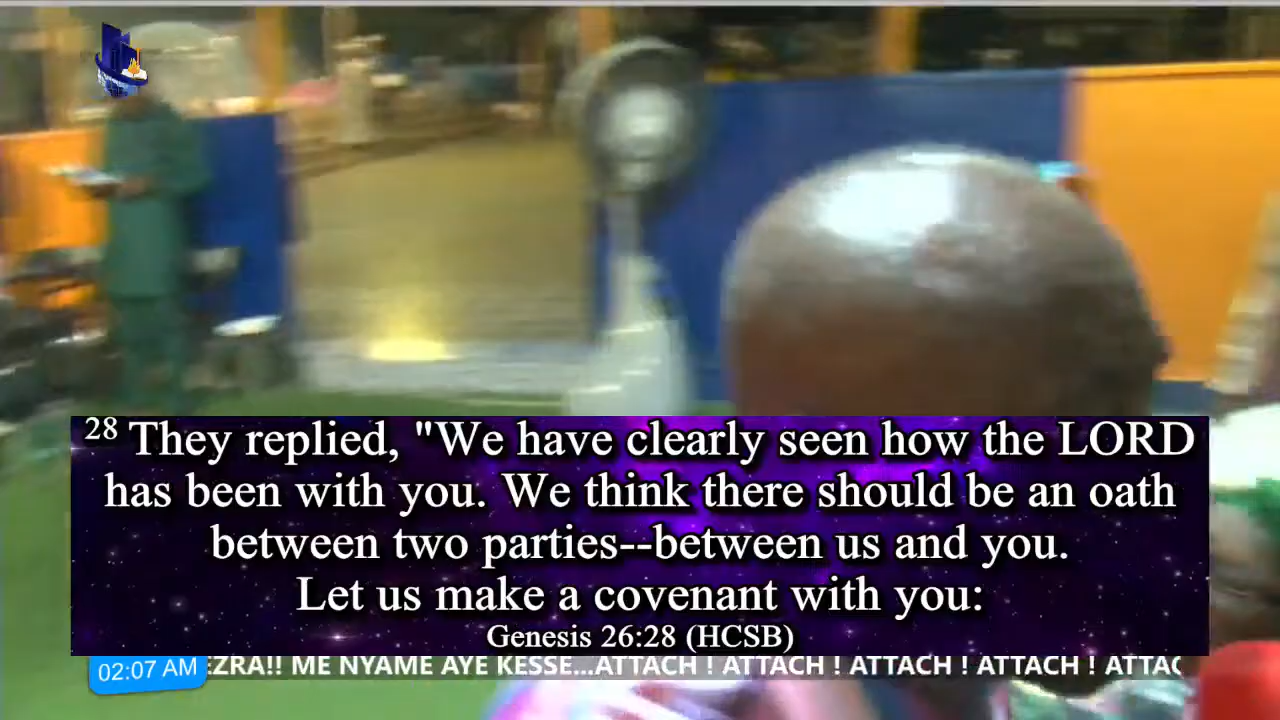 28 They replied, "We have clearly seen how the LORD
has been with you. We think there should be an oath
between two parties--between us and you.
Let us make a covenant with you:
Genesis 26:28 (HCSB)
02:07 AM EZRA!! ME NYAME AYE KESSE...ATTACH ! ATTACH ! ATTACH ! ATTACH ! ATTAC